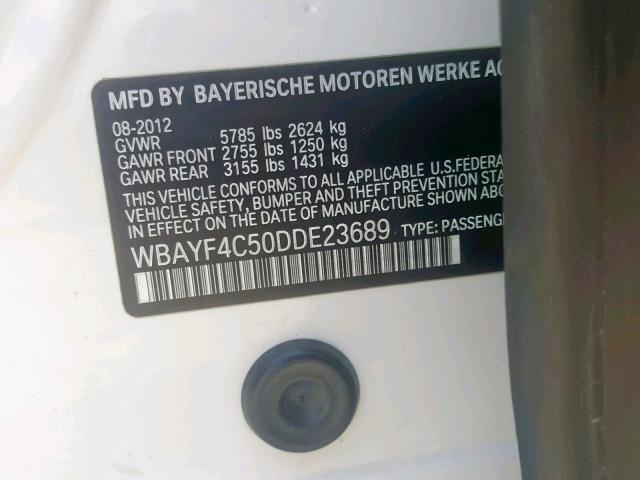 MFD BY BAYERISCHE MOTOREN WERKE AG
08-2012
GVWR 5785 lbs 2624 kg
GAWR FRONT 2755 lbs 1250 kg
GAWR REAR 3155 lbs 1431 kg
THIS VEHICLE CONFORMS TO ALL APPLICABLE U.S.FEDERA
VEHICLE SAFETY, BUMPER AND THEFT PREVENTION STA
IN EFFECT ON THE DATE OF MANUFACTURE SHOWN ABO
WBAYF4C50DDE23689 TYPE: PASSENG